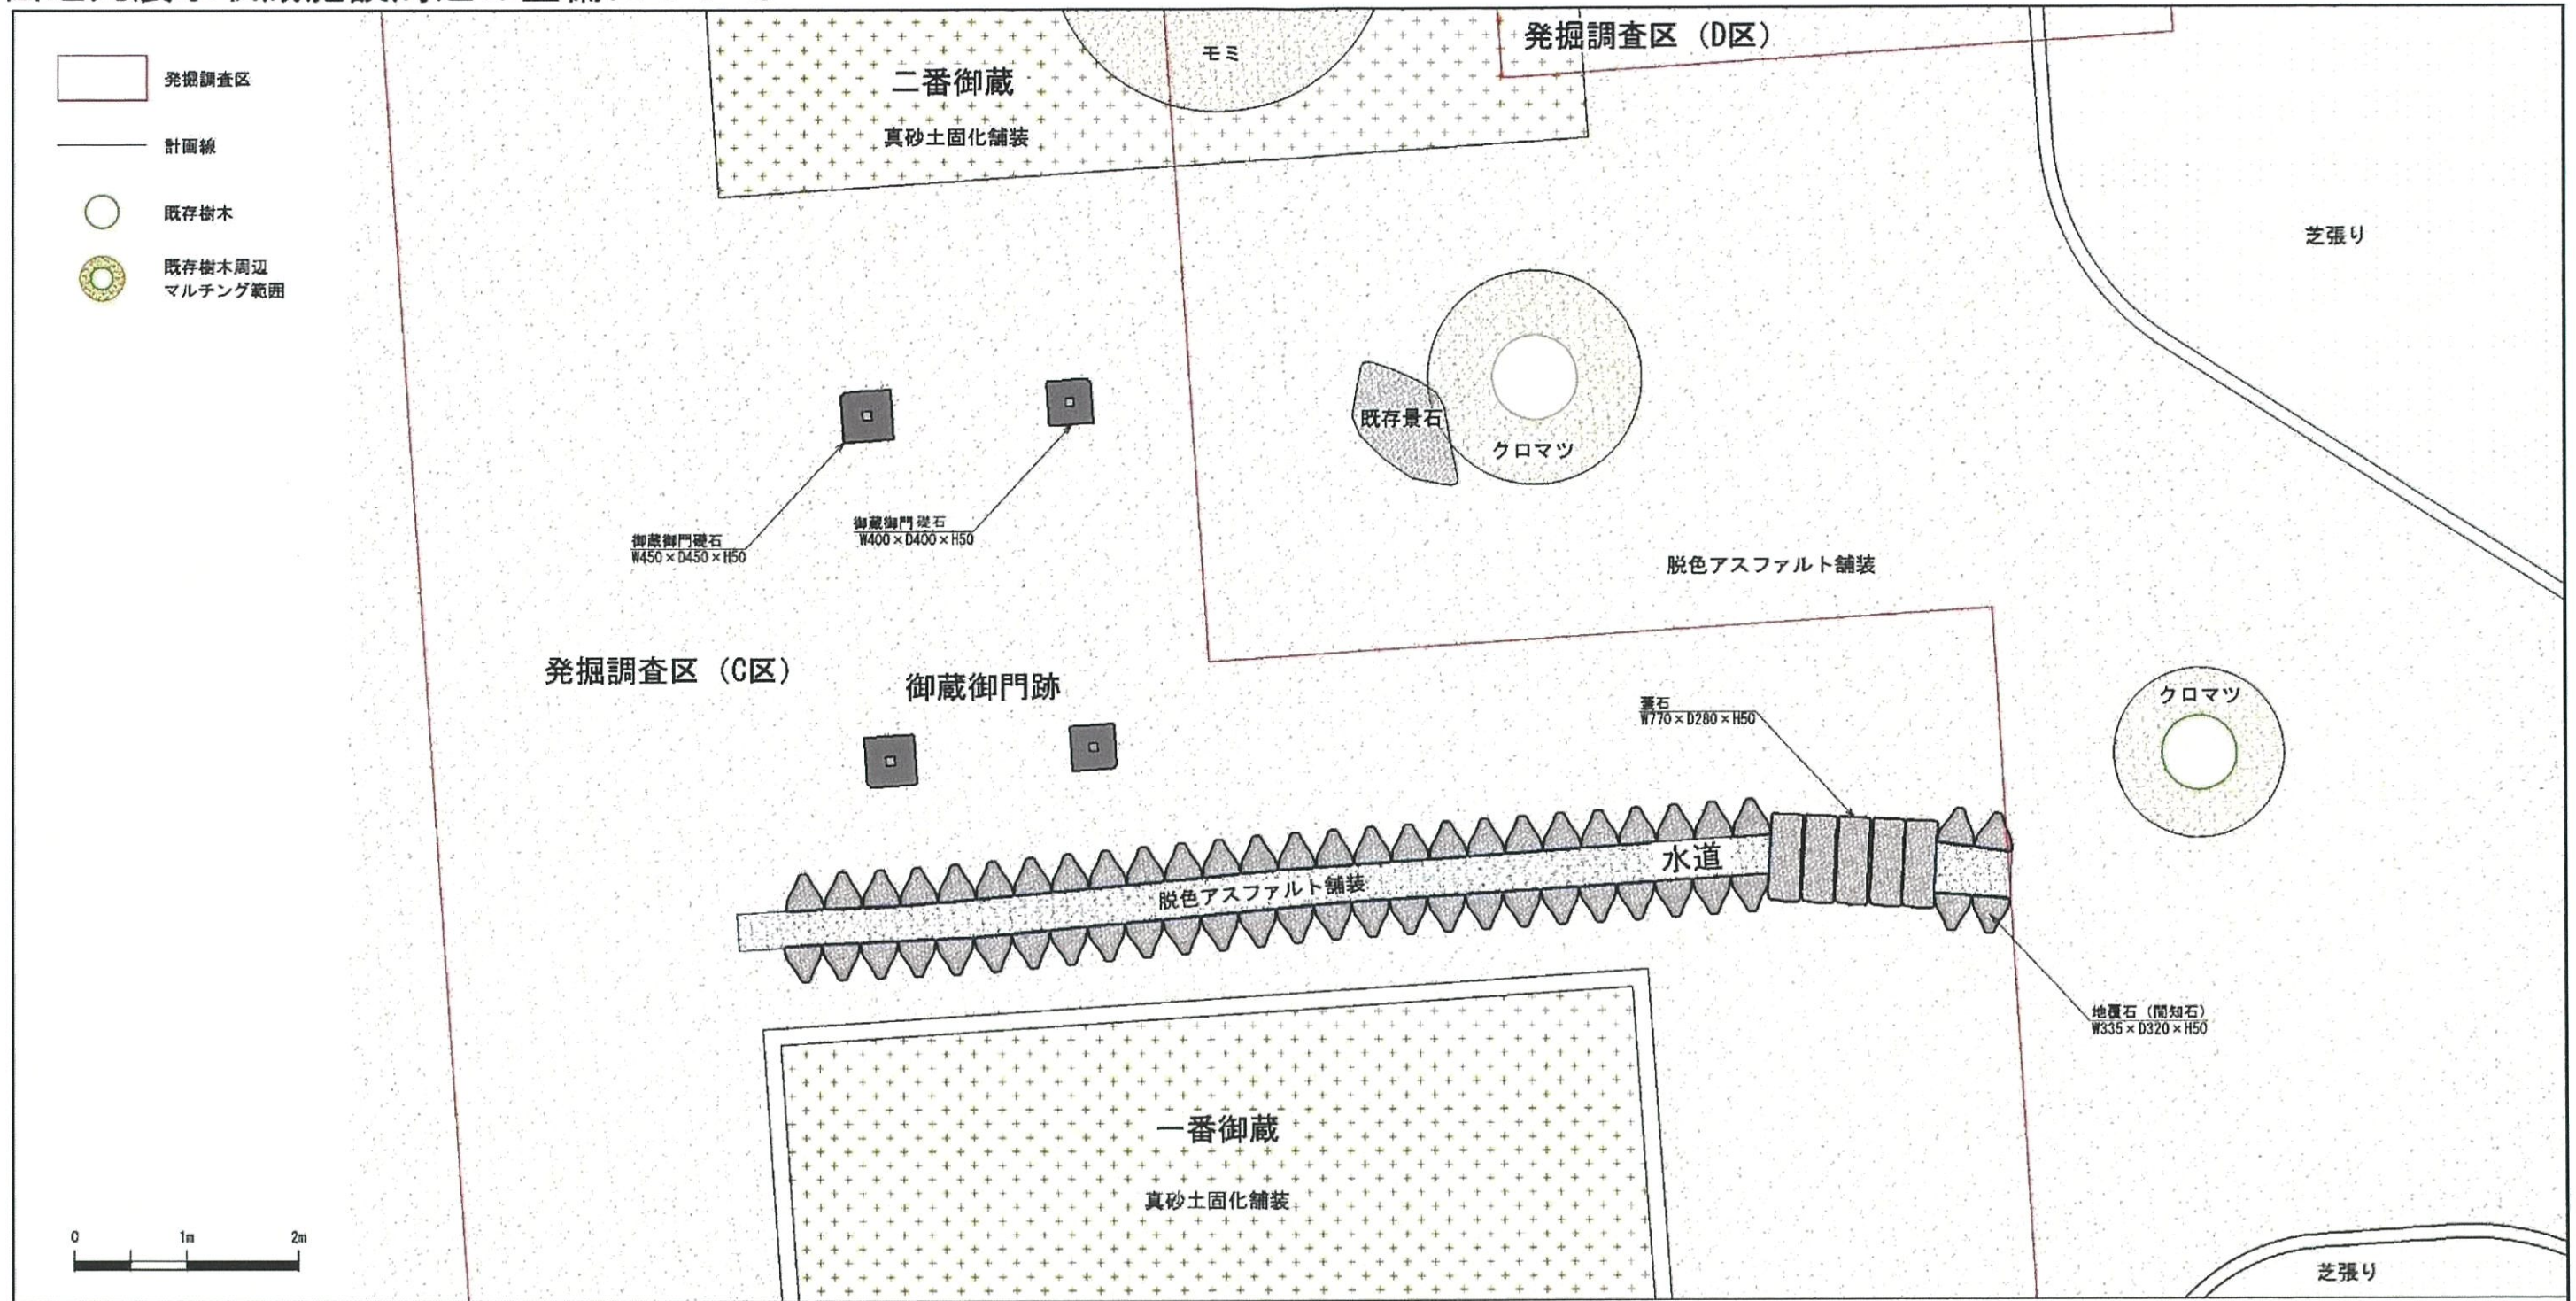 発掘調査区
計画線
既存樹木
既存樹木周辺
マルチング範囲
二番御蔵
真砂土固化舗装
モミ
発掘調査区（D区）
芝張り
既存景石
クロマツ
御蔵御門礎石
W450×D450×H50
御蔵御門礎石
W400×D400×H50
脱色アスファルト舗装
発掘調査区（C区）
御蔵御門跡
蓋石
W770×D280×H50
クロマツ
水道
脱色アスファルト舗装
地覆石（間知石）
W335×D320×H50
一番御蔵
真砂土固化舗装
芝張り
0 1m 2m